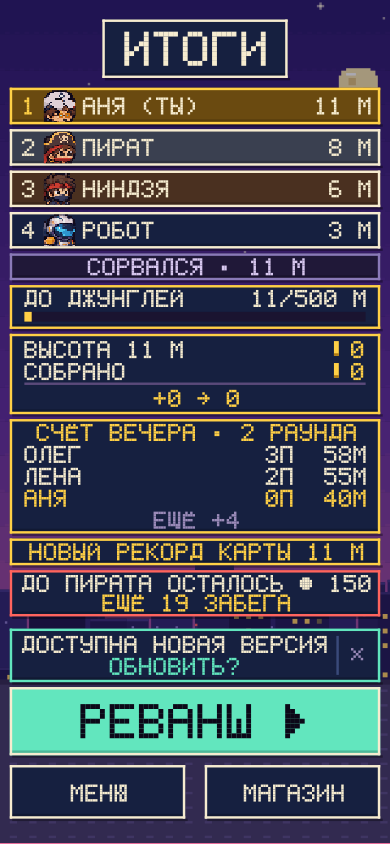 ИТОГИ
1 АНЯ (ТЫ) 11 М
2 ПИРАТ 8 М
3 НИНДЗЯ 6 М
4 РОБОТ 3 М
СОРВАЛСЯ · 11 М
ДО ДЖУНГЛЕЙ 11/500 М
ВЫСОТА 11 М 0
СОБРАНО 0
+0 → 0
СЧЁТ ВЕЧЕРА · 2 РАУНДА
ОЛЕГ 3П 58М
ЛЕНА 2П 55М
АНЯ 0П 40М
ЕЩЁ +4
НОВЫЙ РЕКОРД КАРТЫ 11 М
ДО ПИРАТА ОСТАЛОСЬ 150
ЕЩЁ 19 ЗАБЕГА
ДОСТУПНА НОВАЯ ВЕРСИЯ ×
ОБНОВИТЬ?
РЕВАНШ
МЕНЮ
МАГАЗИН